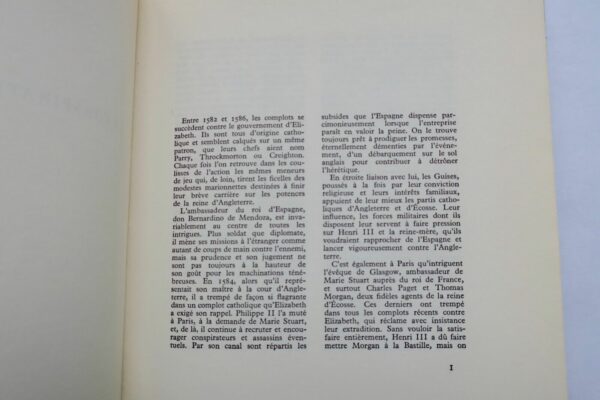 Entre 1582 et 1586, les complots se
succèdent contre le gouvernement d'Eli-
zabeth. Ils sont tous d'origine catho-
lique et semblent calqués sur un même
patron, que leurs chefs aient nom
Parry, Throckmorton ou Creighton.
Chaque fois l'on retrouve dans les cou-
lisses de l'action les mêmes meneurs
de jeu qui, de loin, tirent les ficelles des
modestes marionnettes destinées à finir
leur brève carrière sur les potences
de la reine d'Angleterre.
L'ambassadeur du roi d'Espagne,
don Bernardino de Mendoza, est inva-
riablement au centre de toutes les
intrigues. Plus soldat que diplomate,
il mène ses missions à l'étranger comme
autant de coups de main contre l'ennemi,
mais sa prudence et son jugement ne
sont pas toujours à la hauteur de
son goût pour les machinations téné-
breuses. En 1584, alors qu'il repré-
sentait son maître à la cour d'Angle-
terre, il a trempé de façon si flagrante
dans un complot catholique qu'Elizabeth
a exigé son rappel. Philippe II l'a muté
à Paris, à la demande de Marie Stuart,
et, de là, il continue à recruter et encou-
rager conspirateurs et assassins éven-
tuels. Par son canal sont répartis les
subsides que l'Espagne dispense par-
cimonieusement lorsque l'entreprise
paraît en valoir la peine. On le trouve
toujours prêt à prodiguer les promesses,
éternellement démenties par l'événe-
ment, d'un débarquement sur le sol
anglais pour contribuer à détrôner
l'hérétique.
En étroite liaison avec lui, les Guises,
poussés à la fois par leur conviction
religieuse et leurs intérêts familiaux,
appuient de leur mieux les partis catho-
liques d'Angleterre et d'Écosse. Leur
influence, les forces militaires dont ils
disposent leur servent à faire pression
sur Henri III et la reine-mère, qu'ils
voudraient rapprocher de l'Espagne et
lancer vigoureusement contre l'Angle-
terre.
C'est également à Paris qu'intriguent
l'évêque de Glasgow, ambassadeur de
Marie Stuart auprès du roi de France,
et surtout Charles Paget et Thomas
Morgan, deux fidèles agents de la reine
d'Écosse. Ces derniers ont trempé
dans tous les complots récents contre
Elizabeth, qui réclame avec insistance
leur extradition. Sans vouloir la satis-
faire entièrement, Henri III a dû faire
mettre Morgan à la Bastille, mais on
1